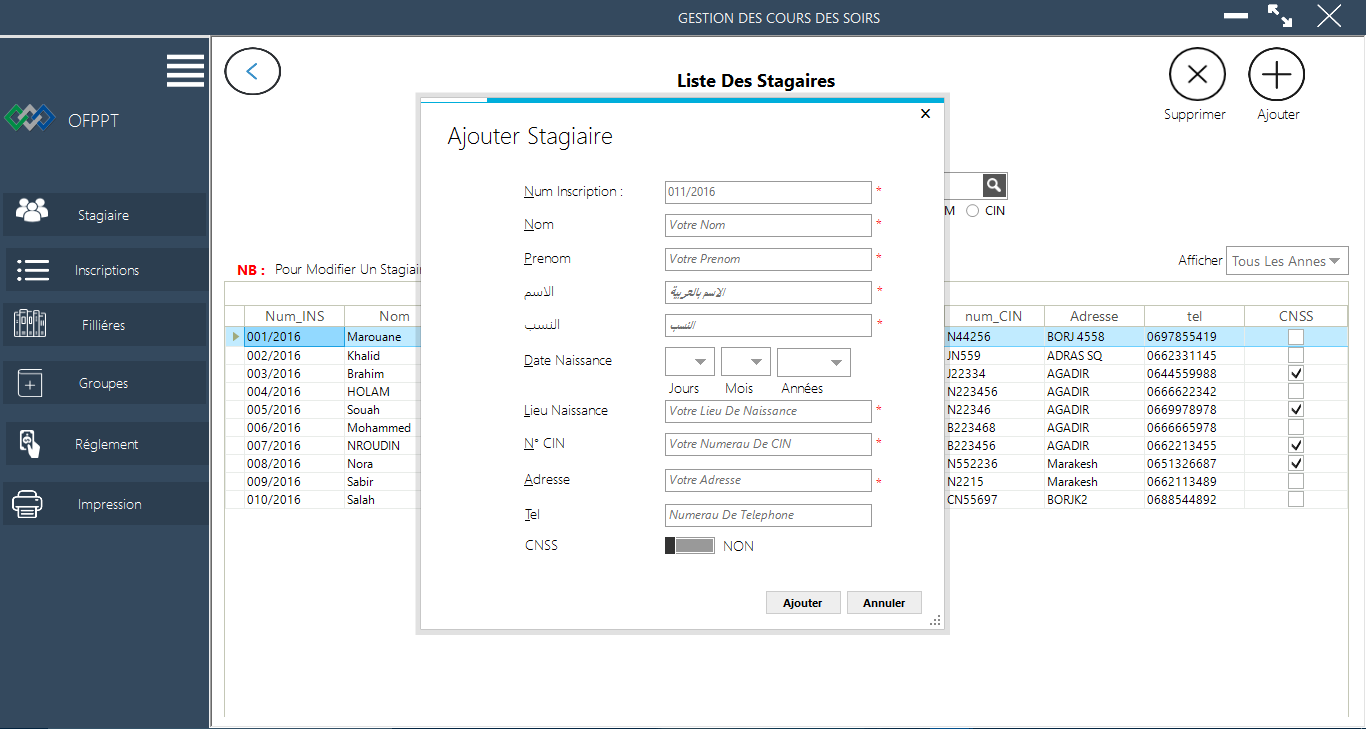 GESTION DES COURS DES SOIRS
OFPPT
Stagiaire
Inscriptions
Filliéres
Groupes
Réglement
Impression
Liste Des Stagaires
Supprimer
Ajouter
M CIN
NB : Pour Modifier Un Stagiair
Afficher Tous Les Annes
Num_INS Nom num_CIN Adresse tel CNSS
001/2016 Marouane N44256 BORJ 4558 0697855419
002/2016 Khalid JN559 ADRAS SQ 0662331145
003/2016 Brahim J22334 AGADIR 0644559988
004/2016 HOLAM N223456 AGADIR 0666622342
005/2016 Souah N22346 AGADIR 0669978978
006/2016 Mohammed B223468 AGADIR 0666665978
007/2016 NROUDIN B223456 AGADIR 0662213455
008/2016 Nora N552236 Marakesh 0651326687
009/2016 Sabir N2215 Marakesh 0662113489
010/2016 Salah CN55697 BORJK2 0688544892
Ajouter Stagiaire
Num Inscription : 011/2016 *
Nom Votre Nom *
Prenom Votre Prenom *
الاسم الاسم بالعربية *
النسب النسب *
Date Naissance
Jours Mois Années
Lieu Naissance Votre Lieu De Naissance *
N° CIN Votre Numerau De CIN *
Adresse Votre Adresse *
Tel Numerau De Telephone
CNSS NON
Ajouter Annuler